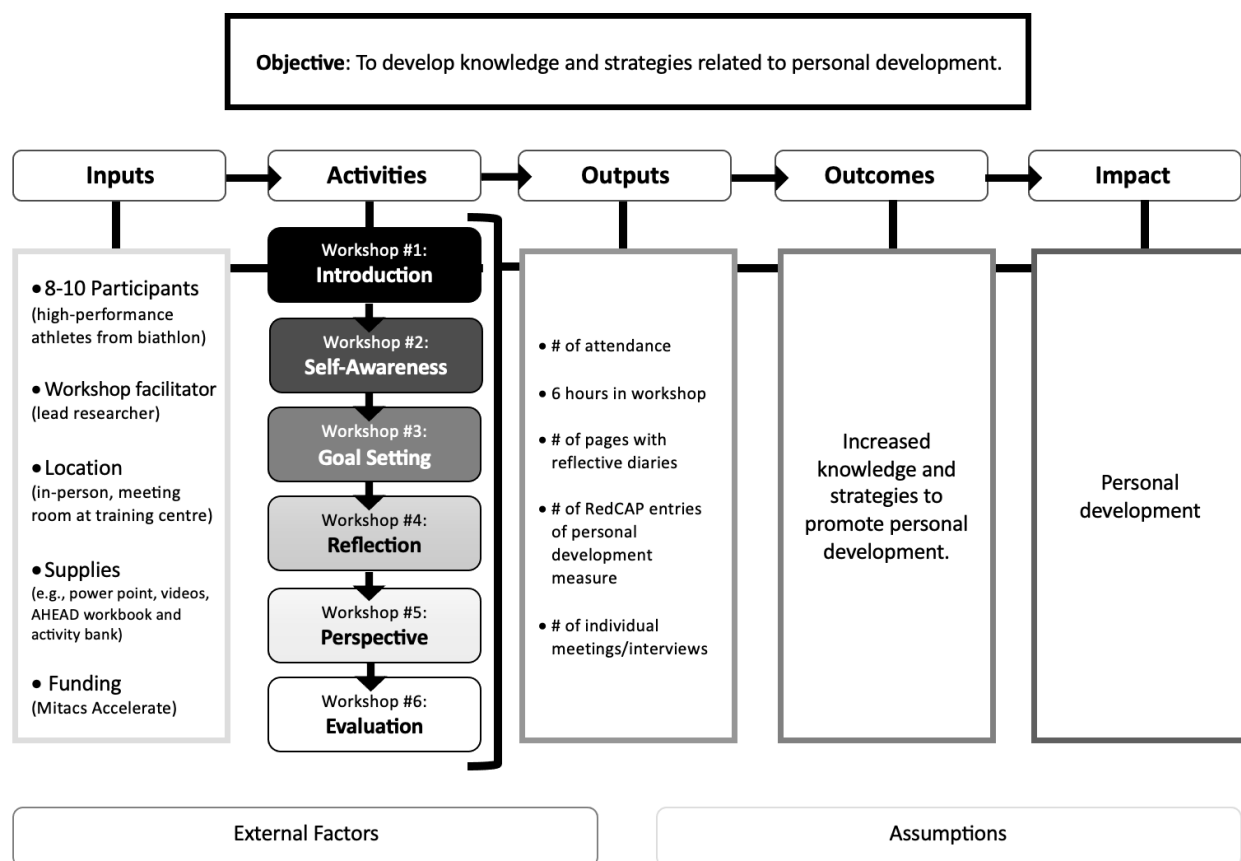 Objective: To develop knowledge and strategies related to personal development.
Inputs
Activities
Outputs
Outcomes
Impact
• 8-10 Participants
(high-performance
athletes from biathlon)
• Workshop facilitator
(lead researcher)
• Location
(in-person, meeting
room at training centre)
• Supplies
(e.g., power point, videos,
AHEAD workbook and
activity bank)
• Funding
(Mitacs Accelerate)
Workshop #1:
Introduction
Workshop #2:
Self-Awareness
Workshop #3:
Goal Setting
Workshop #4:
Reflection
Workshop #5:
Perspective
Workshop #6:
Evaluation
• # of attendance
• 6 hours in workshop
• # of pages with
reflective diaries
• # of RedCAP entries
of personal
development
measure
• # of individual
meetings/interviews
Increased
knowledge and
strategies to
promote personal
development.
Personal
development
External Factors
Assumptions